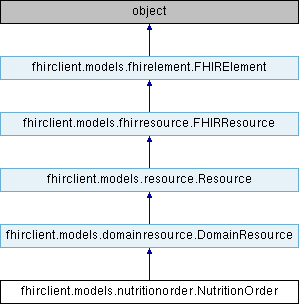 object
fhirclient.models.fhirelement.FHIRElement
fhirclient.models.fhirresource.FHIRResource
fhirclient.models.resource.Resource
fhirclient.models.domainresource.DomainResource
fhirclient.models.nutritionorder.NutritionOrder